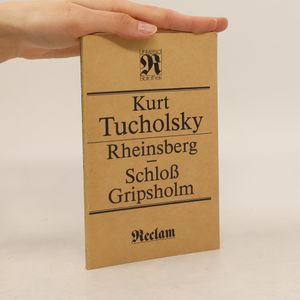 Universal
R
Bibliothek
Kurt
Tucholsky
Rheinsberg
Schloß
Gripsholm
Reclam